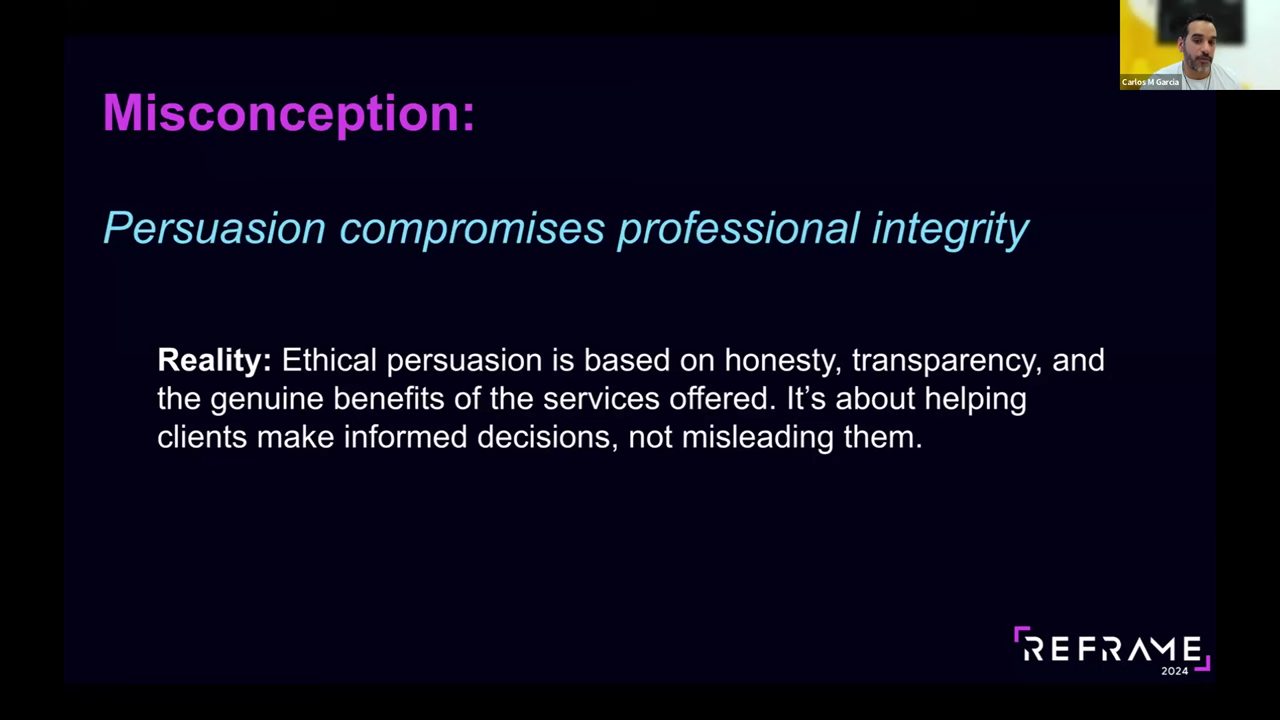 Carlos M Garcia
Misconception:
Persuasion compromises professional integrity
Reality: Ethical persuasion is based on honesty, transparency, and
the genuine benefits of the services offered. It’s about helping
clients make informed decisions, not misleading them.
REFRAME
2024